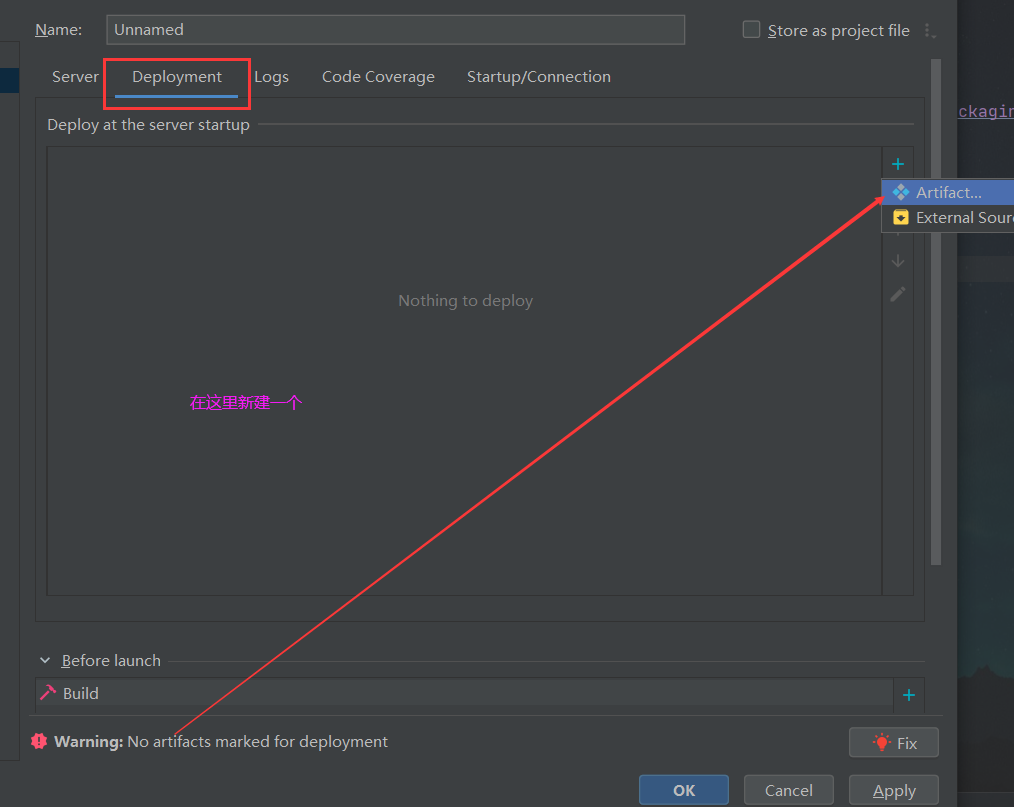 Name: Unnamed Store as project file
Server Deployment Logs Code Coverage Startup/Connection
Deploy at the server startup
ckagin
Artifact...
External Sour
Nothing to deploy
在这里新建一个
Before launch
Build
Warning: No artifacts marked for deployment
Fix
OK Cancel Apply